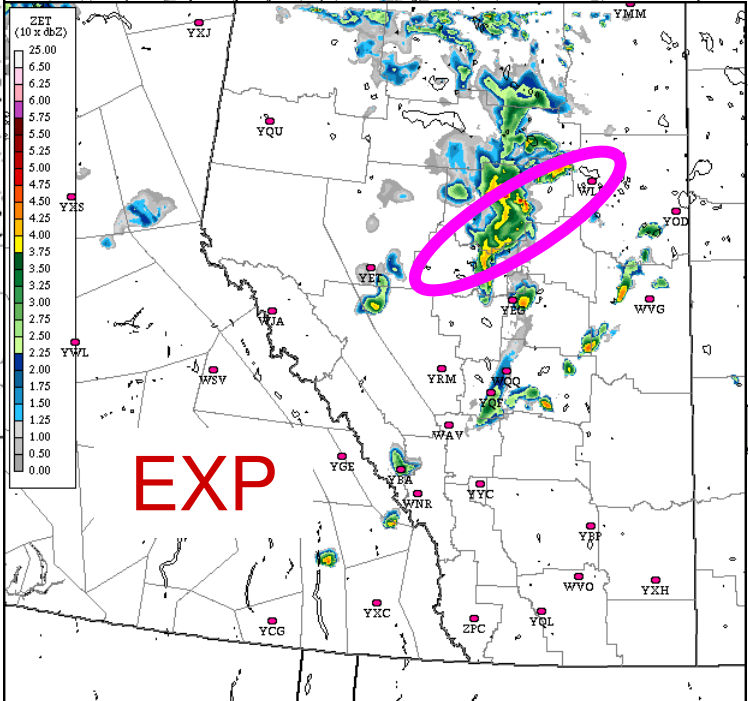 ZET
(10 x dbZ)
25.00
6.50
6.25
6.00
5.75
5.50
5.25
5.00
4.75
4.50
4.25
4.00
3.75
3.50
3.25
3.00
2.75
2.50
2.25
2.00
1.75
1.50
1.25
1.00
0.50
0.00
YMM
YXJ
YQU
YXS
YOD
YET
YEG
WVG
WJA
YWL
WSV
YRM
WQQ
YQF
WAV
YGE
YBA
YYC
WNR
EXP
YBP
WVO
YXH
YXC
YQL
YCG
ZPC